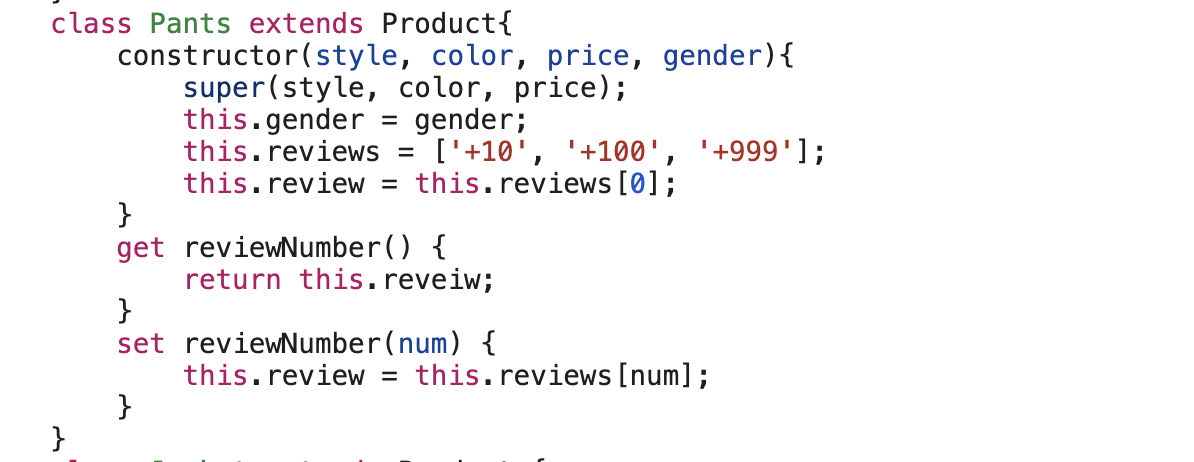 class Pants extends Product{
    constructor(style, color, price, gender){
        super(style, color, price);
        this.gender = gender;
        this.reviews = ['+10', '+100', '+999'];
        this.review = this.reviews[0];
    }
    get reviewNumber() {
        return this.reveiw;
    }
    set reviewNumber(num) {
        this.review = this.reviews[num];
    }
}